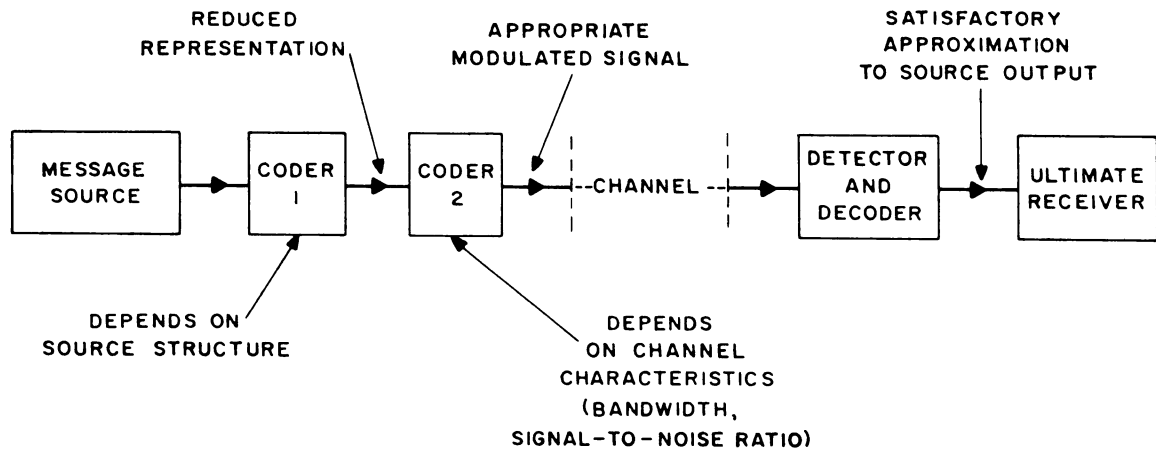 REDUCED
REPRESENTATION
APPROPRIATE
MODULATED SIGNAL
SATISFACTORY
APPROXIMATION
TO SOURCE OUTPUT
MESSAGE
SOURCE
CODER
1
CODER
2
--CHANNEL--
DETECTOR
AND
DECODER
ULTIMATE
RECEIVER
DEPENDS ON
SOURCE STRUCTURE
DEPENDS
ON CHANNEL
CHARACTERISTICS
(BANDWIDTH,
SIGNAL-TO-NOISE RATIO)